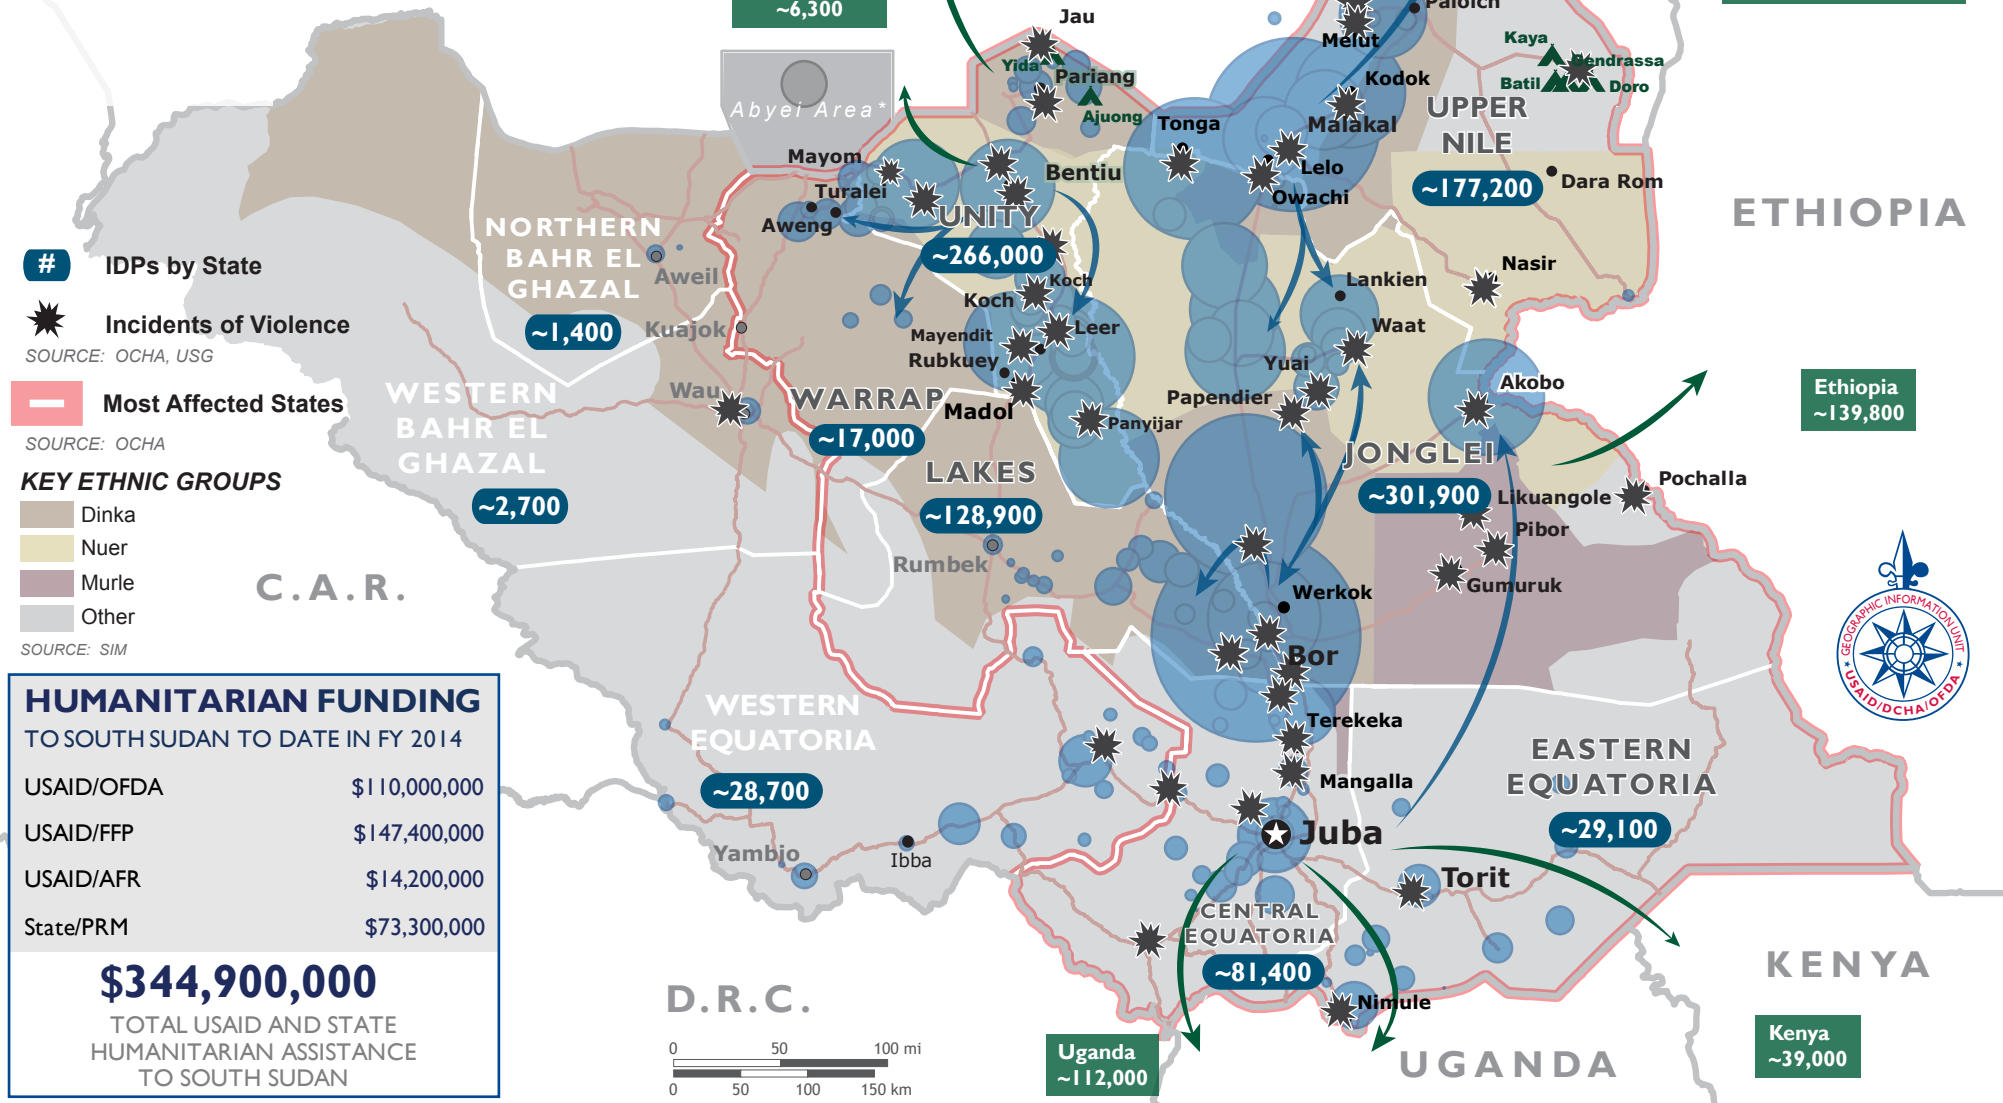 ~6,300
Jau
Paloich
Melut
Kaya
Yida
Pariang
Kodok
Batil
Gendrassa
Doro
Abyei Area*
Ajuong
Tonga
Malakal
UPPER
NILE
Mayom
Bentiu
Lelo
~177,200
Dara Rom
Turalei
Owachi
Aweng
UNITY
ETHIOPIA
NORTHERN
BAHR EL
GHAZAL
~1,400
Aweil
~266,000
# IDPs by State
Incidents of Violence
SOURCE: OCHA, USG
Most Affected States
SOURCE: OCHA
KEY ETHNIC GROUPS
Dinka
Nuer
Murle
Other
SOURCE: SIM
Koch
Koch
Lankien
Nasir
Kuajok
Mayendit
Leer
Waat
Rubkuey
Yuai
Akobo
Ethiopia
~139,800
WESTERN
BAHR EL
GHAZAL
~2,700
Wau
WARRAP
~17,000
Madol
Panyijar
Papendier
JONGLEI
~301,900
LAKES
~128,900
Likuangole
Pochalla
Pibor
Rumbek
Gumuruk
C.A.R.
Werkok
Bor
GEOGRAPHIC INFORMATION UNIT
USAID/DCHA/OFDA
HUMANITARIAN FUNDING
TO SOUTH SUDAN TO DATE IN FY 2014
USAID/OFDA $110,000,000
USAID/FFP $147,400,000
USAID/AFR $14,200,000
State/PRM $73,300,000
$344,900,000
TOTAL USAID AND STATE
HUMANITARIAN ASSISTANCE
TO SOUTH SUDAN
WESTERN
EQUATORIA
~28,700
Terekeka
Mangalla
EASTERN
EQUATORIA
~29,100
Juba
Yambio
Ibba
Torit
CENTRAL
EQUATORIA
~81,400
KENYA
D.R.C.
Nimule
0 50 100 mi
0 50 100 150 km
Uganda
~112,000
UGANDA
Kenya
~39,000